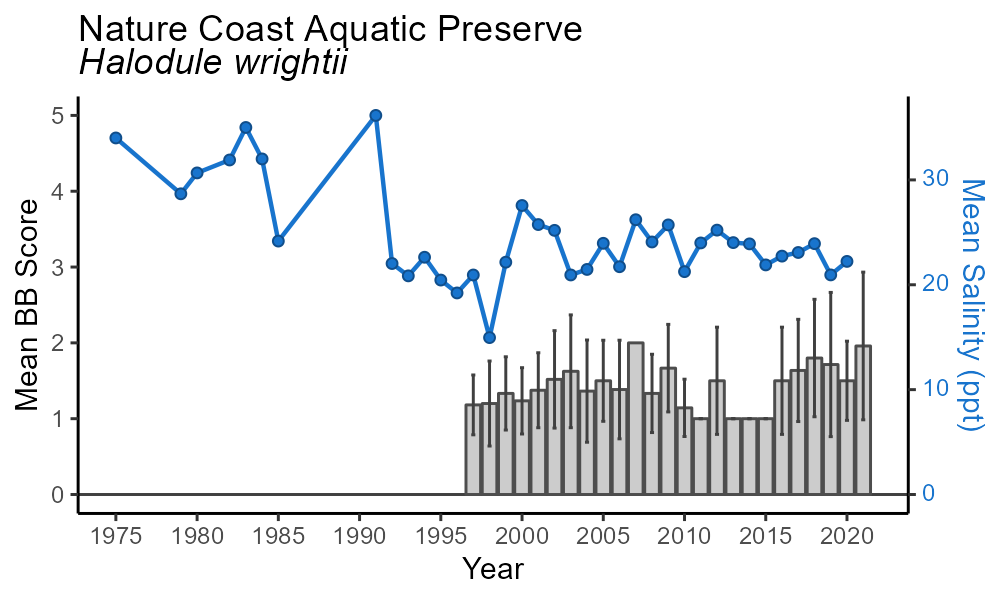 Nature Coast Aquatic Preserve
Halodule wrightii
Mean BB Score
5
4
3
2
1
0
30
20
10
0
Mean Salinity (ppt)
1975 1980 1985 1990 1995 2000 2005 2010 2015 2020
Year